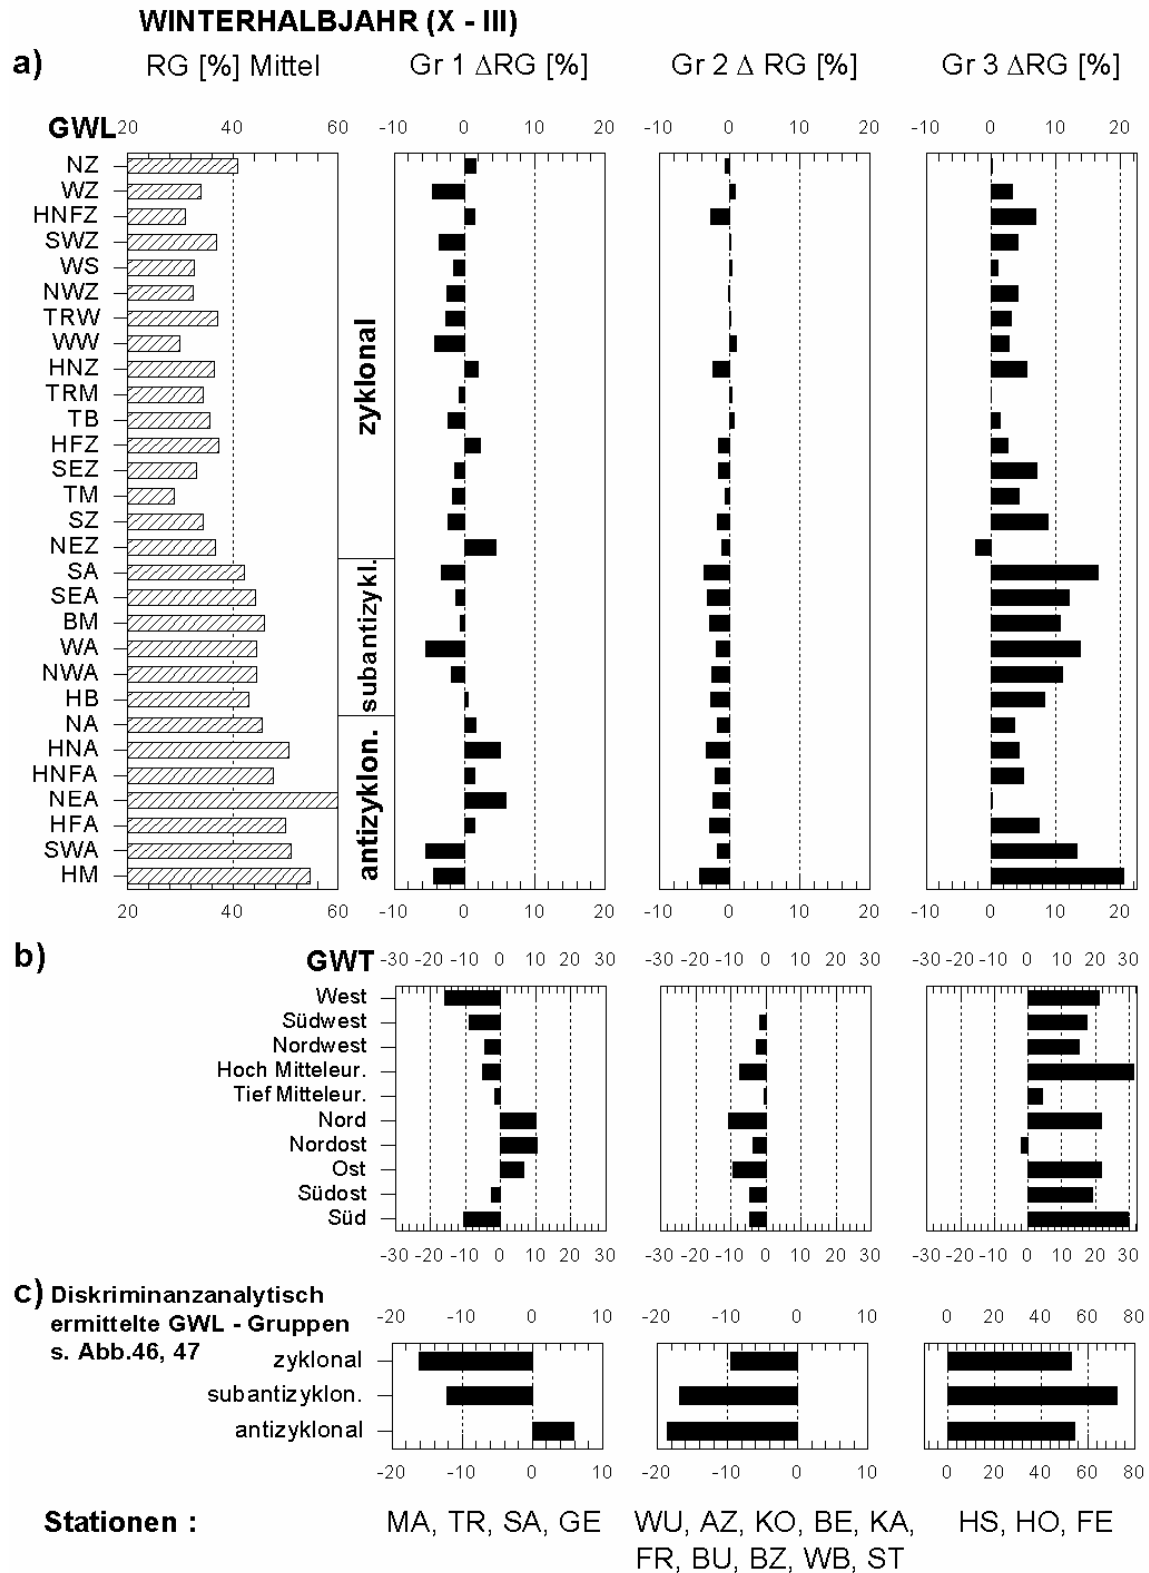 WINTERHALBJAHR (X - III)
a) RG [%] Mittel Gr 1 ΔRG [%] Gr 2 Δ RG [%] Gr 3 ΔRG [%]
GWL 20 40 60 -10 0 10 20 -10 0 10 20 0 10 20
NZ
WZ
HNFZ
SWZ
WS
NWZ
TRW
WW
HNZ
TRM
TB
HFZ
SEZ
TM
SZ
NEZ
zyklonal
SA
SEA
BM
WA
NWA
HB
subantizykl.
NA
HNA
HNFA
NEA
HFA
SWA
HM
antizyklon.
20 40 60 -10 0 10 20 -10 0 10 20 0 10 20
b) GWT -30 -20 -10 0 10 20 30 -30 -20 -10 0 10 20 30 -30 -20 -10 0 10 20 30
West
Südwest
Nordwest
Hoch Mitteleur.
Tief Mitteleur.
Nord
Nordost
Ost
Südost
Süd
-30 -20 -10 0 10 20 30 -30 -20 -10 0 10 20 30 -30 -20 -10 0 10 20 30
c) Diskriminanzanalytisch
ermittelte GWL - Gruppen
s. Abb.46, 47
-20 -10 0 10 -20 -10 0 10 0 20 40 60 80
zyklonal
subantizyklon.
antizyklonal
-20 -10 0 10 -20 -10 0 10 0 20 40 60 80
Stationen : MA, TR, SA, GE WU, AZ, KO, BE, KA, HS, HO, FE
FR, BU, BZ, WB, ST